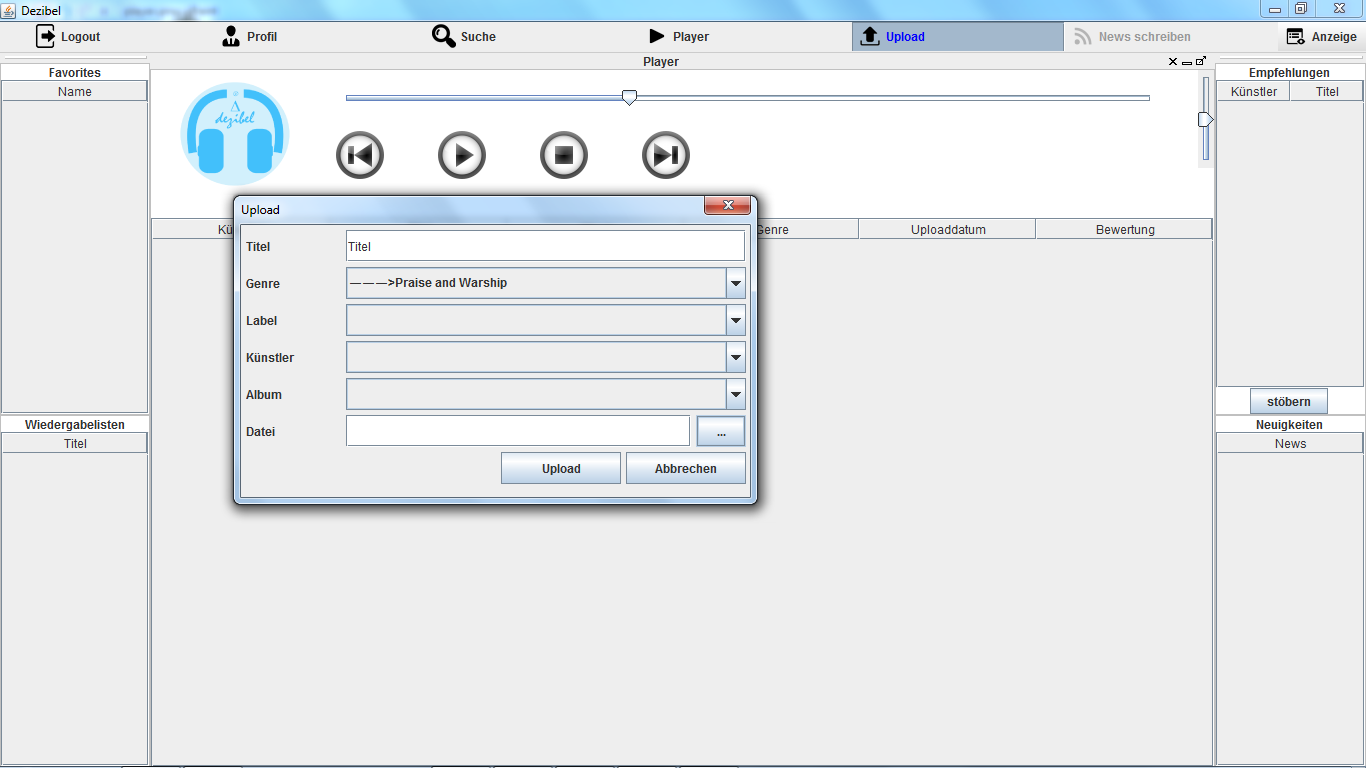 Dezibel
Logout Profil Suche Player Upload News schreiben Anzeige
Favorites
Name
Player
Empfehlungen
Künstler Titel
dezibel
Kü Genre Uploaddatum Bewertung
Upload
Titel Titel
Genre ———>Praise and Warship
Label
Künstler
Album
Datei ...
Upload Abbrechen
stöbern
Wiedergabelisten
Titel
Neuigkeiten
News